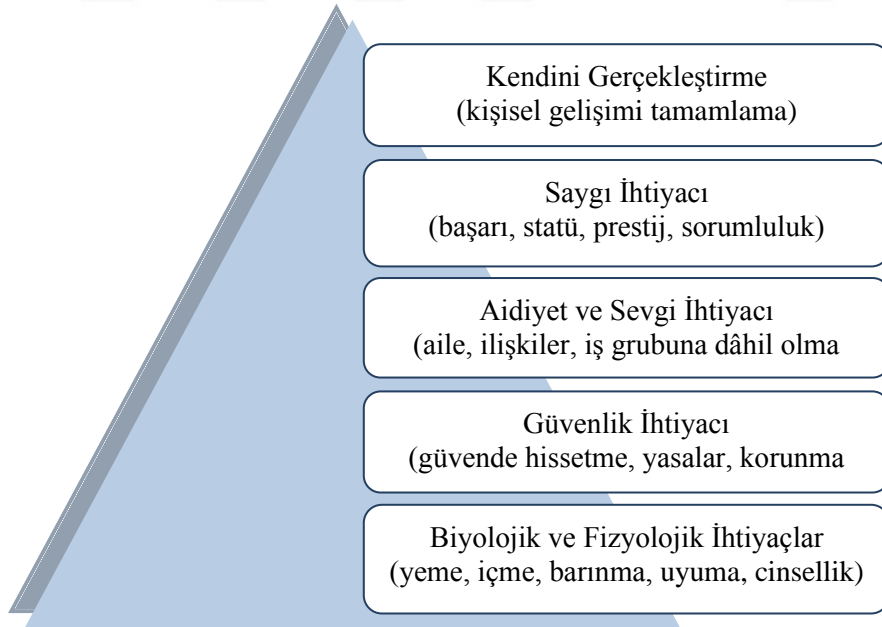 Kendini Gerçekleştirme
(kişisel gelişimi tamamlama)
Saygı İhtiyacı
(başarı, statü, prestij, sorumluluk)
Aidiyet ve Sevgi İhtiyacı
(aile, ilişkiler, iş grubuna dâhil olma
Güvenlik İhtiyacı
(güvende hissetme, yasalar, korunma
Biyolojik ve Fizyolojik İhtiyaçlar
(yeme, içme, barınma, uyuma, cinsellik)